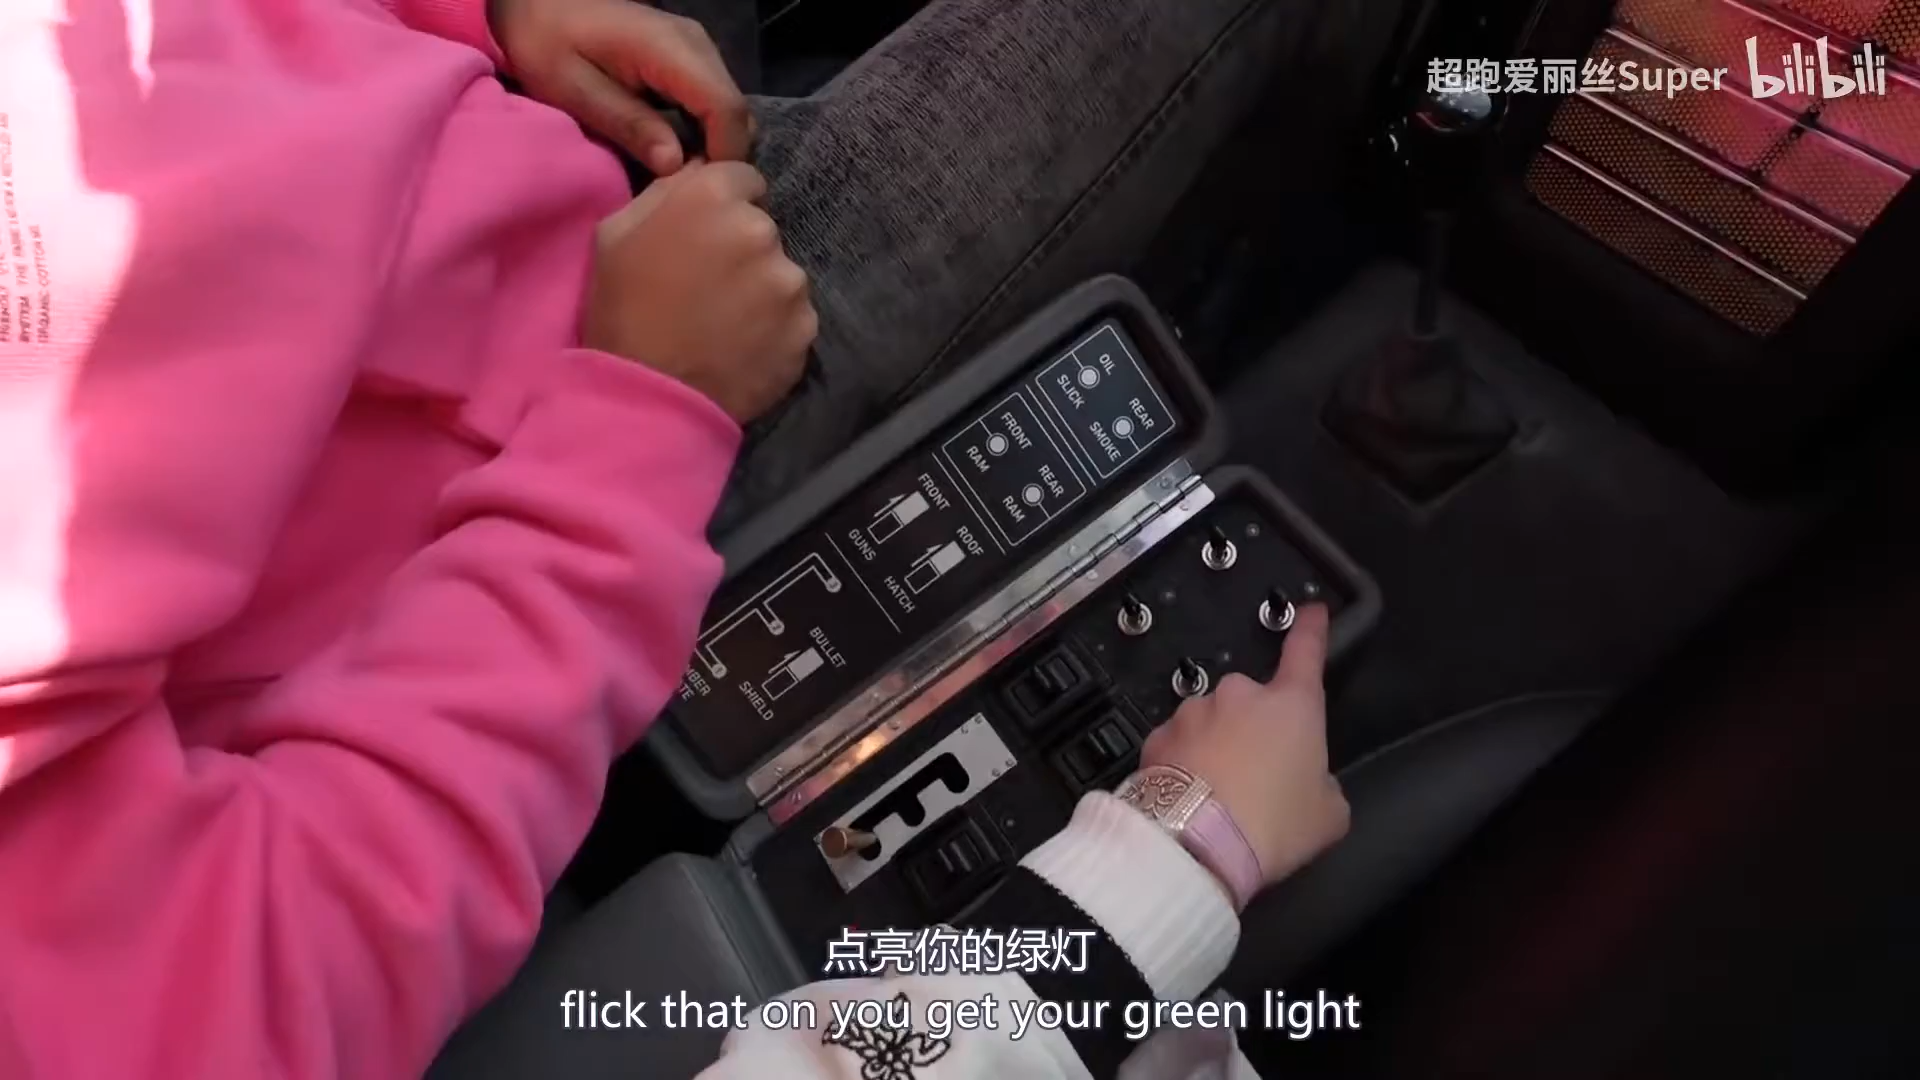 超跑爱丽丝Super bilibili
OIL
SLICK
REAR
SMOKE
FRONT
RAM
REAR
RAM
FRONT
GUNS
ROOF
HATCH
BULLET
SHIELD
点亮你的绿灯
flick that on you get your green light